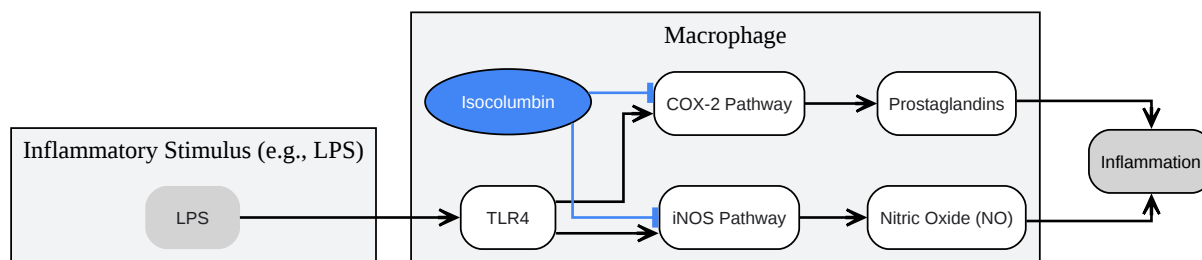 Macrophage
Isocolumbin
COX-2 Pathway
Prostaglandins
Inflammatory Stimulus (e.g., LPS)
Inflammation
LPS
TLR4
iNOS Pathway
Nitric Oxide (NO)